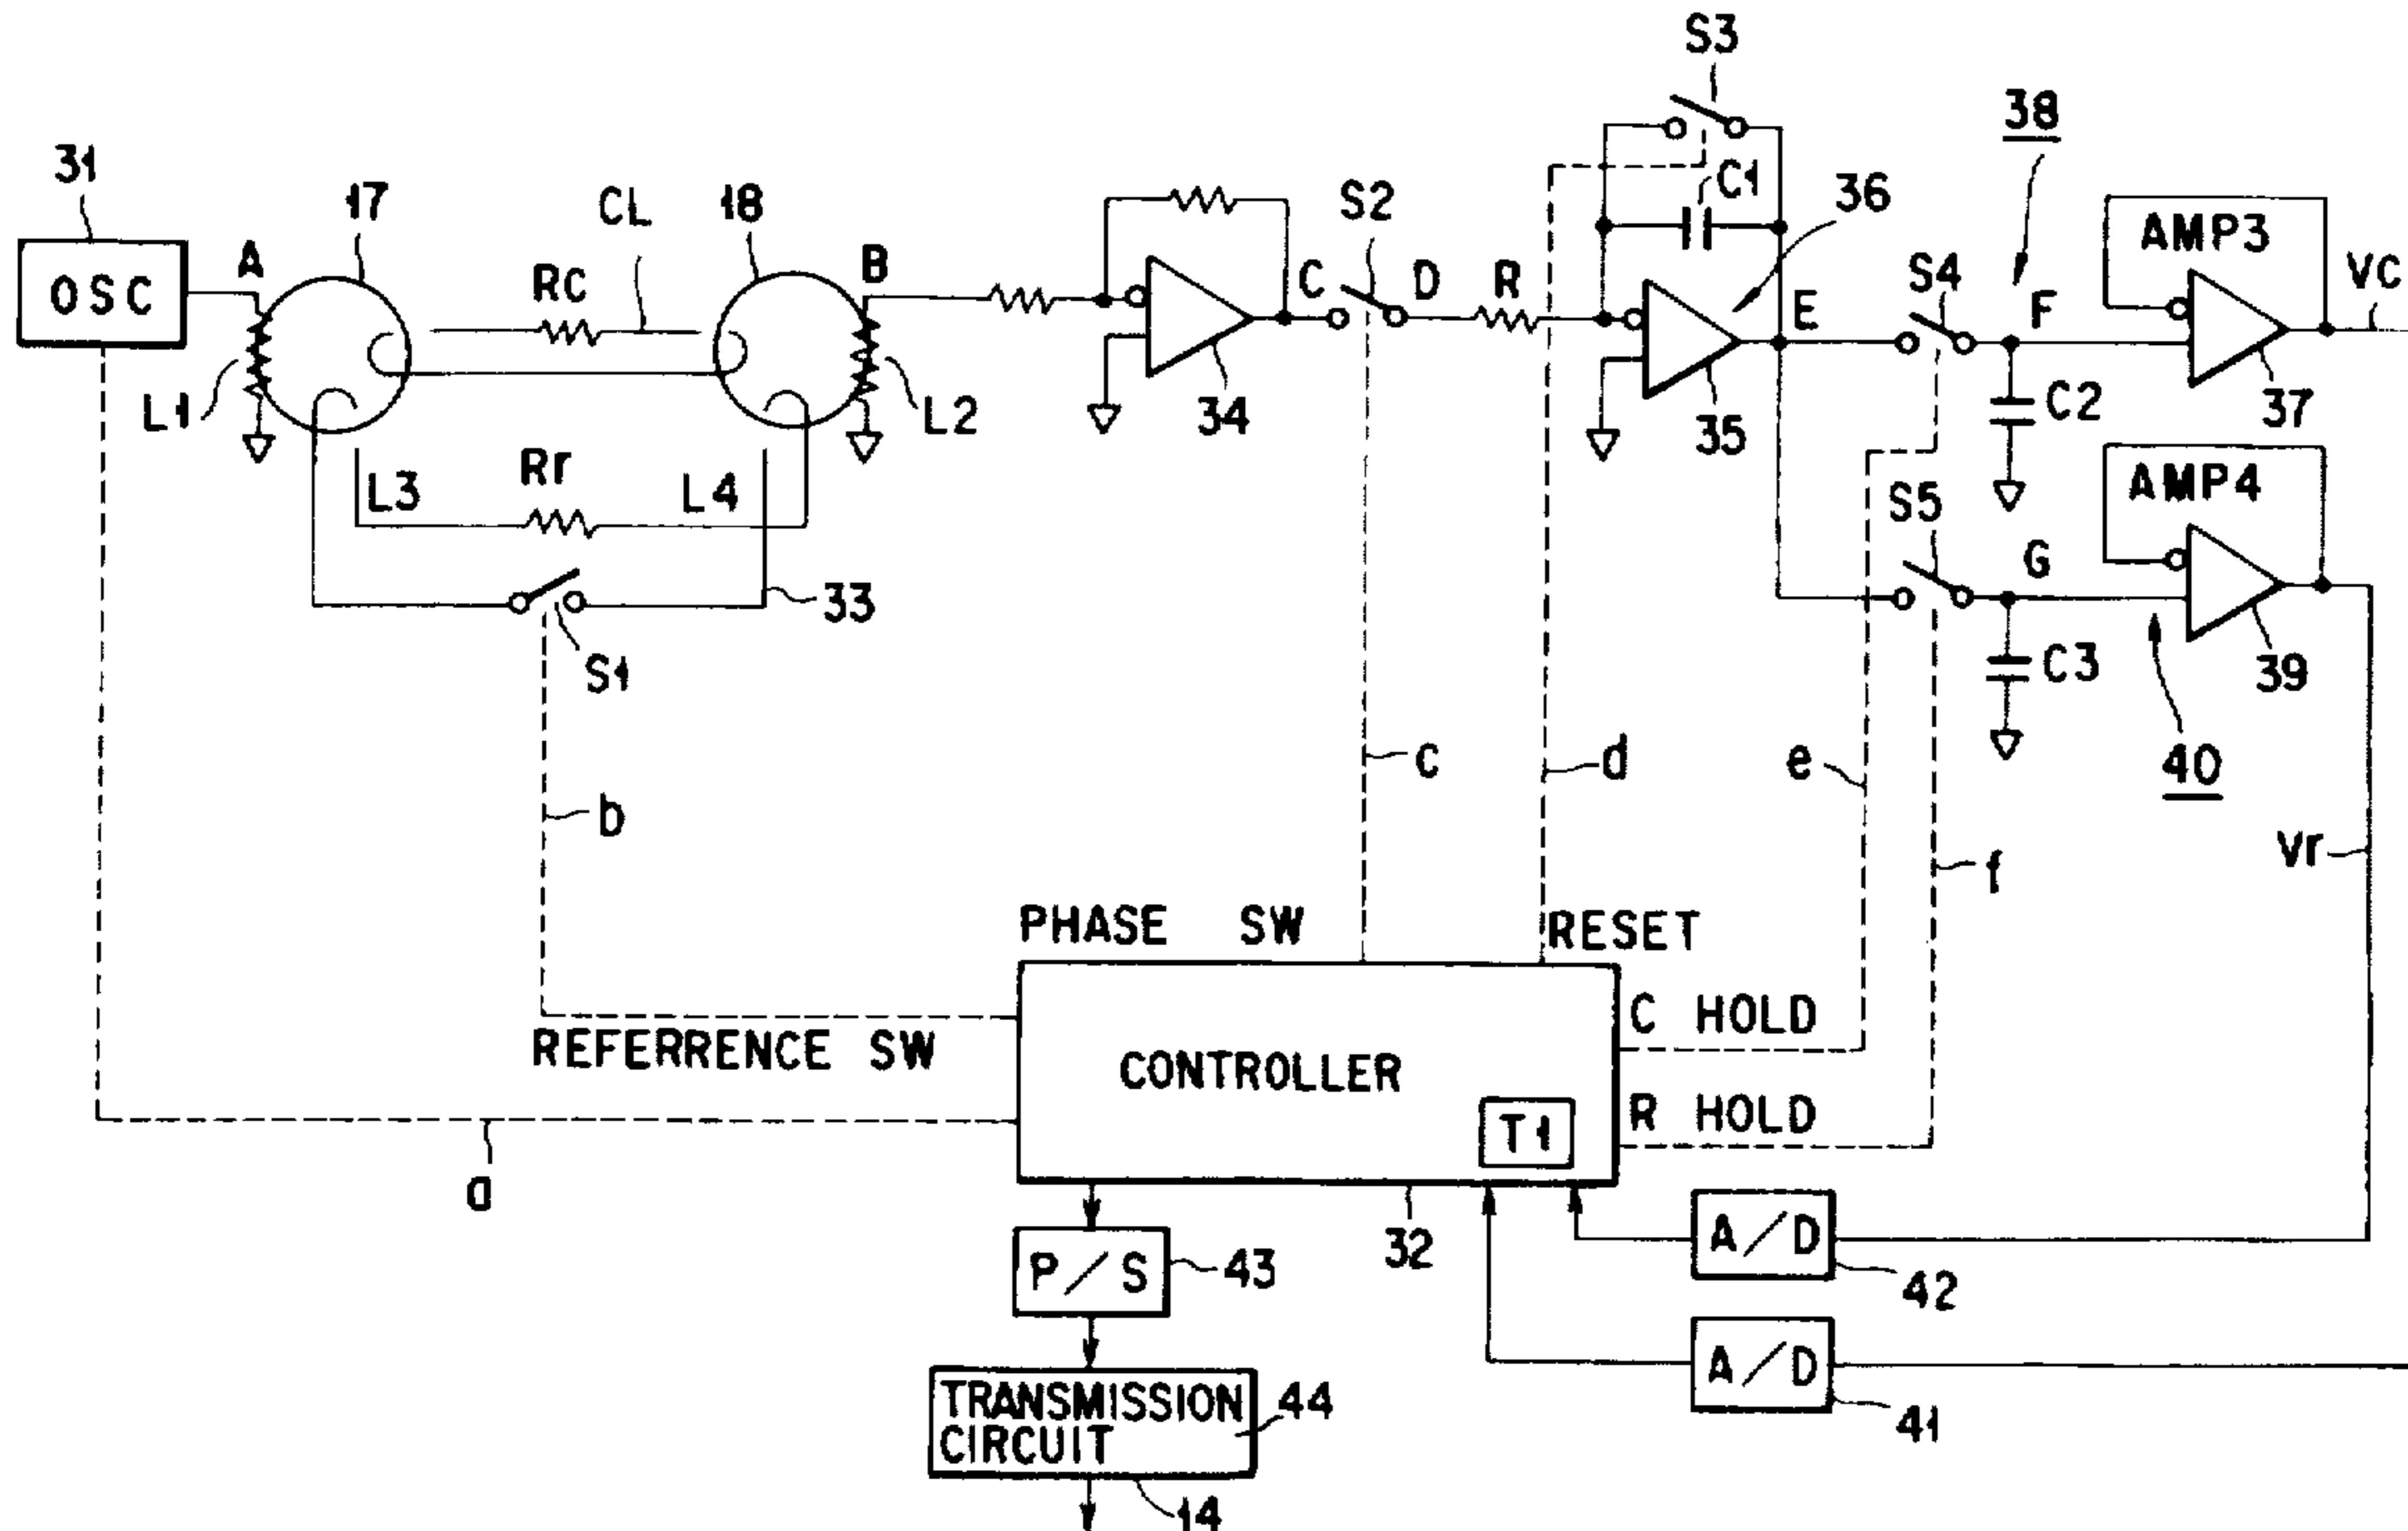 S3
38
31
17
CL
18
S2
C1
36
AMP3
OSC
A
Rc
B
C
D
R
E
S4
F
VC
L1
L2
34
35
C2
37
L3
Rr
L4
S5
AMP4
G
33
S1
C3
39
c
d
e
40
b
f
Vr
PHASE SW
RESET
C HOLD
REFERRENCE SW
CONTROLLER
R HOLD
T1
a
32
A/D
42
P/S
43
A/D
41
TRANSMISSION
CIRCUIT
44
14